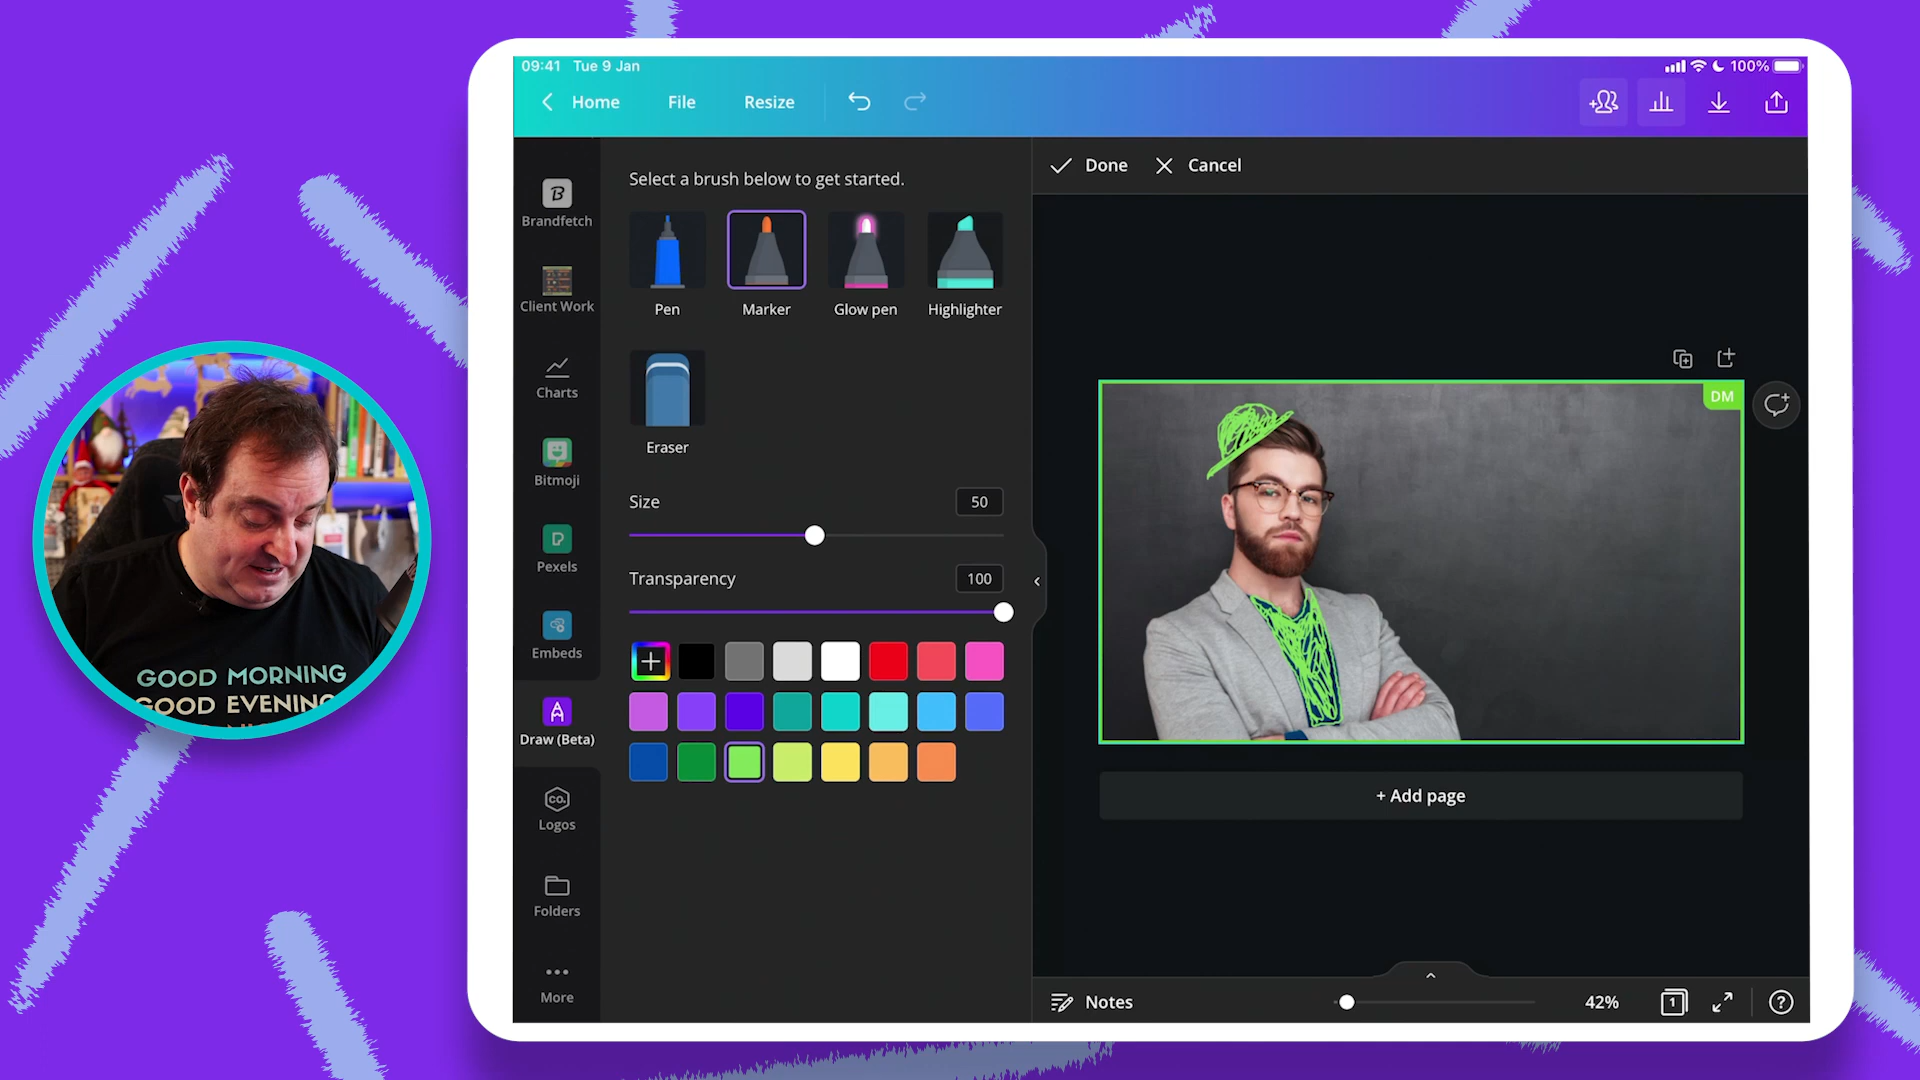 09:41 Tue 9 Jan
100%
Home File Resize
Brandfetch
Client Work
Charts
Bitmoji
Pexels
Embeds
Draw (Beta)
CO.
Logos
Folders
More
Select a brush below to get started.
Pen Marker Glow pen Highlighter
Eraser
Size 50
Transparency 100
Done Cancel
DM
+ Add page
Notes 42% 1 ?
GOOD MORNING
GOOD EVENING